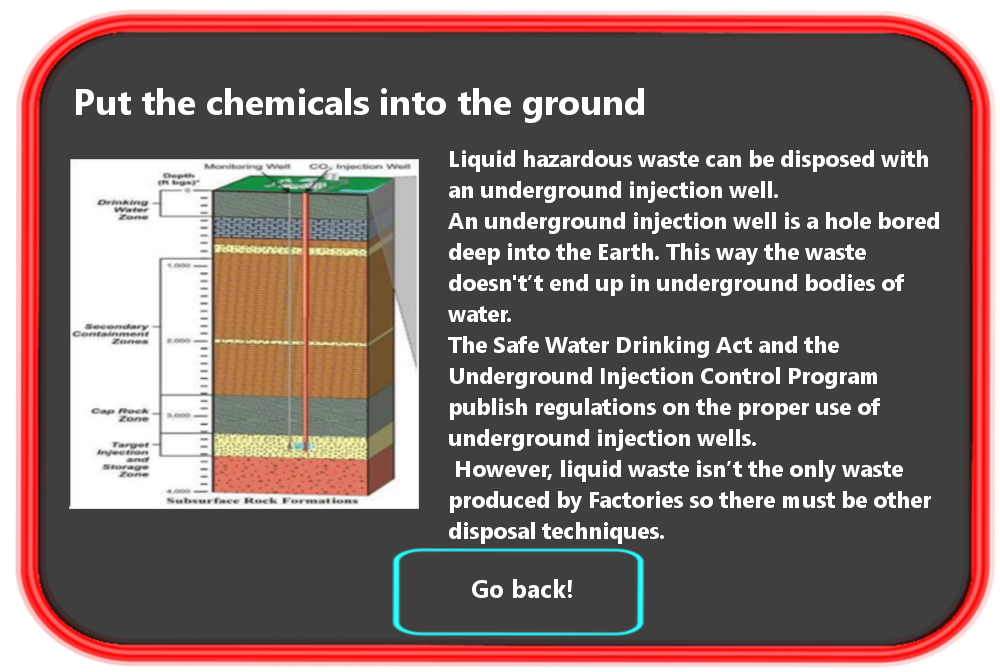 Put the chemicals into the ground
Monitoring Well CO₂ Injection Well
Depth
(ft bgs)*
0
Drinking
Water
Zone
1,000
Secondary
Containment
Zones
2,000
Cap Rock
Zone
3,000
Target
Injection
and
Storage
Zone
4,000
Subsurface Rock Formations
Liquid hazardous waste can be disposed with
an underground injection well.
An underground injection well is a hole bored
deep into the Earth. This way the waste
doesn't’t end up in underground bodies of
water.
The Safe Water Drinking Act and the
Underground Injection Control Program
publish regulations on the proper use of
underground injection wells.
However, liquid waste isn’t the only waste
produced by Factories so there must be other
disposal techniques.
Go back!